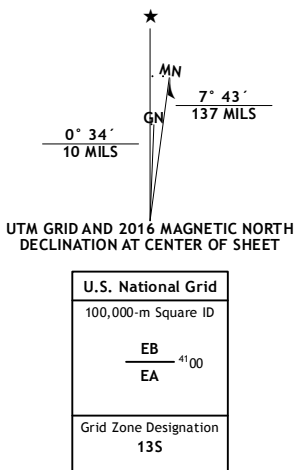 ★
MN
GN
7° 43´
137 MILS
0° 34´
10 MILS
UTM GRID AND 2016 MAGNETIC NORTH
DECLINATION AT CENTER OF SHEET
U.S. National Grid
100,000-m Square ID
EB
⁴¹00
EA
Grid Zone Designation
13S